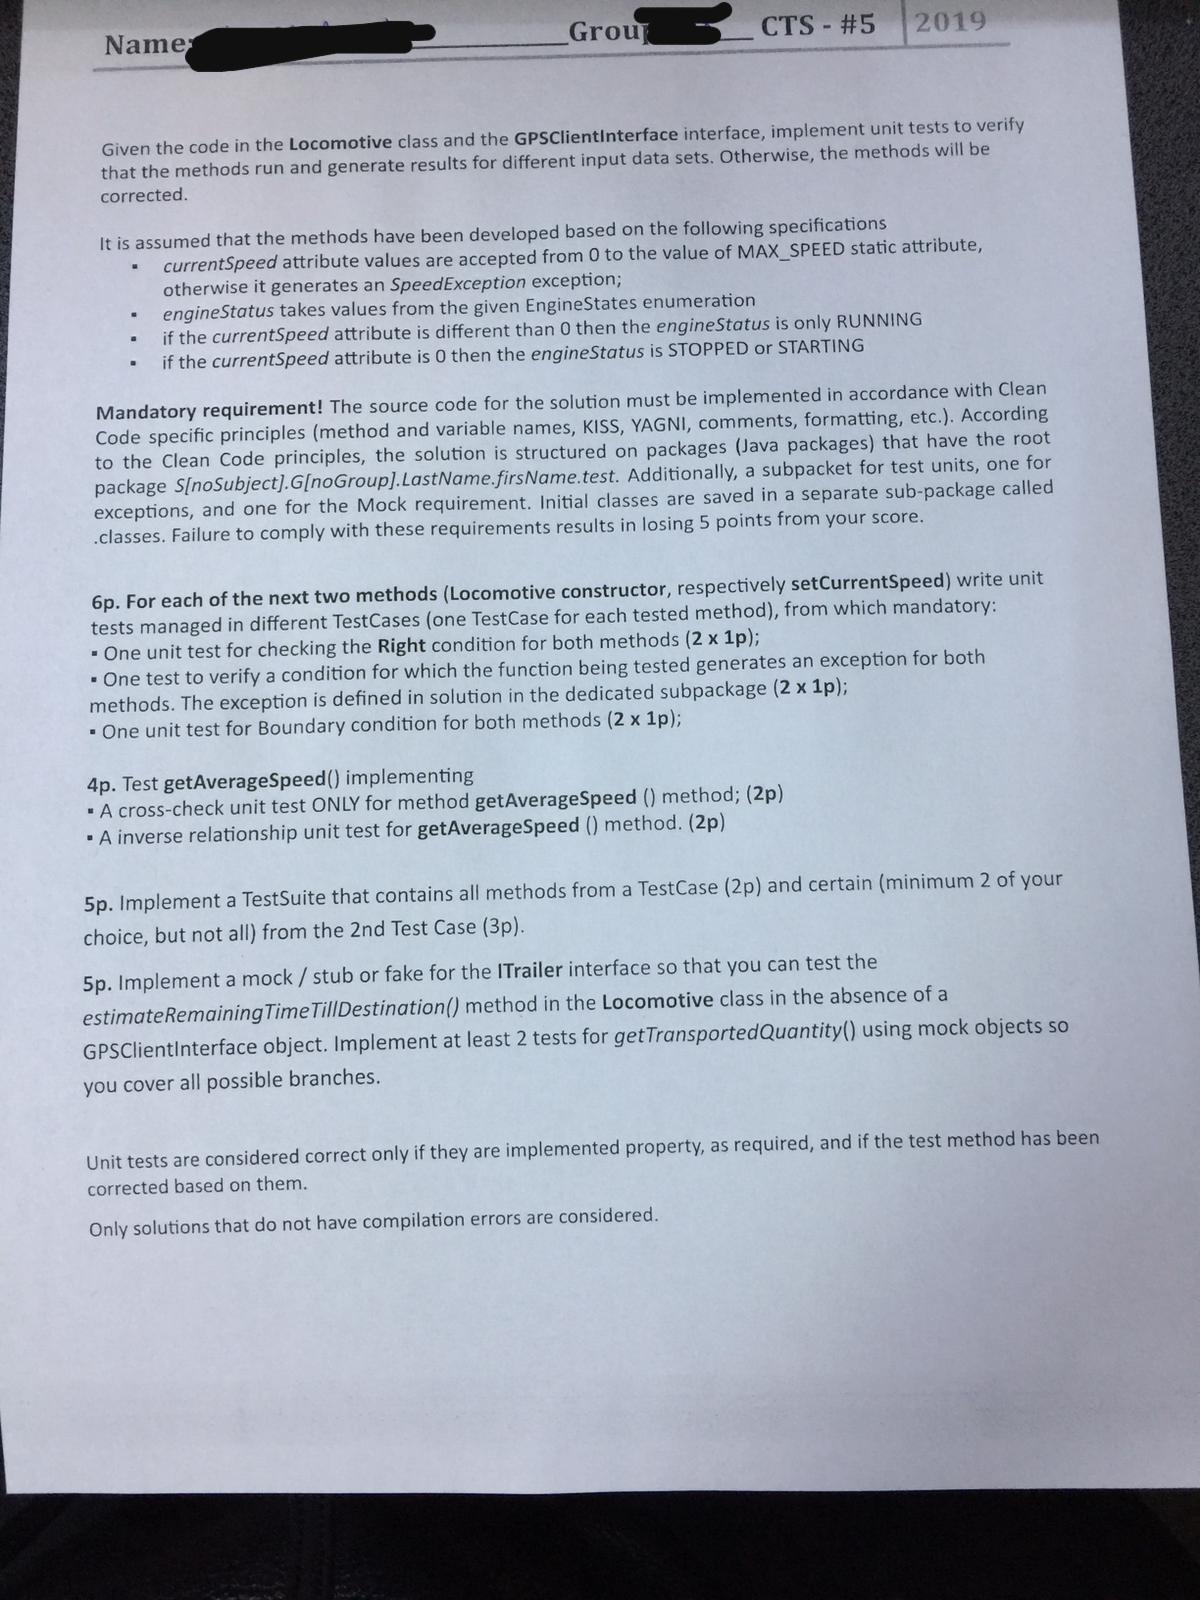 Name:
Group
CTS - #5
2019
Given the code in the Locomotive class and the GPSClientInterface interface, implement unit tests to verify
that the methods run and generate results for different input data sets. Otherwise, the methods will be
corrected.
It is assumed that the methods have been developed based on the following specifications
▪ currentSpeed attribute values are accepted from 0 to the value of MAX_SPEED static attribute,
otherwise it generates an SpeedException exception;
▪ engineStatus takes values from the given EngineStates enumeration
▪ if the currentSpeed attribute is different than 0 then the engineStatus is only RUNNING
▪ if the currentSpeed attribute is 0 then the engineStatus is STOPPED or STARTING
Mandatory requirement! The source code for the solution must be implemented in accordance with Clean
Code specific principles (method and variable names, KISS, YAGNI, comments, formatting, etc.). According
to the Clean Code principles, the solution is structured on packages (Java packages) that have the root
package S[noSubject].G[noGroup].LastName.firsName.test. Additionally, a subpacket for test units, one for
exceptions, and one for the Mock requirement. Initial classes are saved in a separate sub-package called
.classes. Failure to comply with these requirements results in losing 5 points from your score.
6p. For each of the next two methods (Locomotive constructor, respectively setCurrentSpeed) write unit
tests managed in different TestCases (one TestCase for each tested method), from which mandatory:
▪ One unit test for checking the Right condition for both methods (2 x 1p);
▪ One test to verify a condition for which the function being tested generates an exception for both
methods. The exception is defined in solution in the dedicated subpackage (2 x 1p);
▪ One unit test for Boundary condition for both methods (2 x 1p);
4p. Test getAverageSpeed() implementing
▪ A cross-check unit test ONLY for method getAverageSpeed () method; (2p)
▪ A inverse relationship unit test for getAverageSpeed () method. (2p)
5p. Implement a TestSuite that contains all methods from a TestCase (2p) and certain (minimum 2 of your
choice, but not all) from the 2nd Test Case (3p).
5p. Implement a mock / stub or fake for the ITrailer interface so that you can test the
estimateRemainingTimeTillDestination() method in the Locomotive class in the absence of a
GPSClientInterface object. Implement at least 2 tests for getTransportedQuantity() using mock objects so
you cover all possible branches.
Unit tests are considered correct only if they are implemented property, as required, and if the test method has been
corrected based on them.
Only solutions that do not have compilation errors are considered.